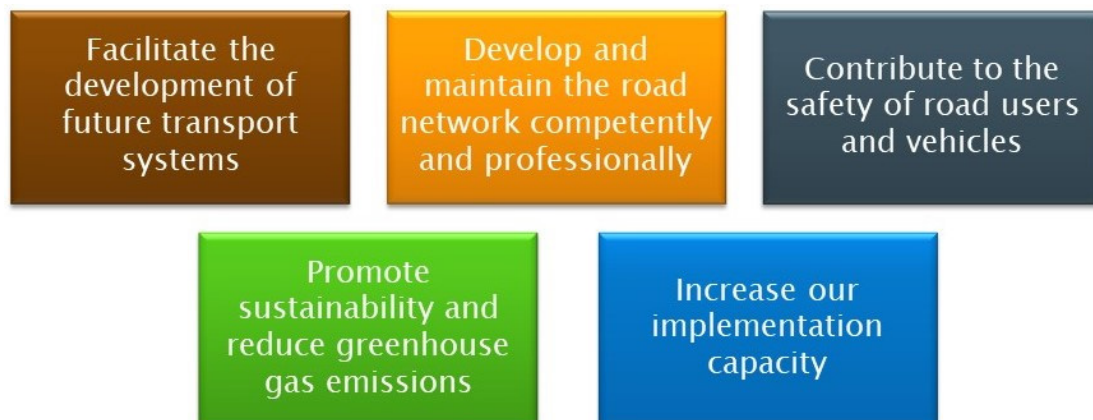 Facilitate the
development of
future transport
systems
Develop and
maintain the road
network competently
and professionally
Contribute to the
safety of road users
and vehicles
Promote
sustainability and
reduce greenhouse
gas emissions
Increase our
implementation
capacity